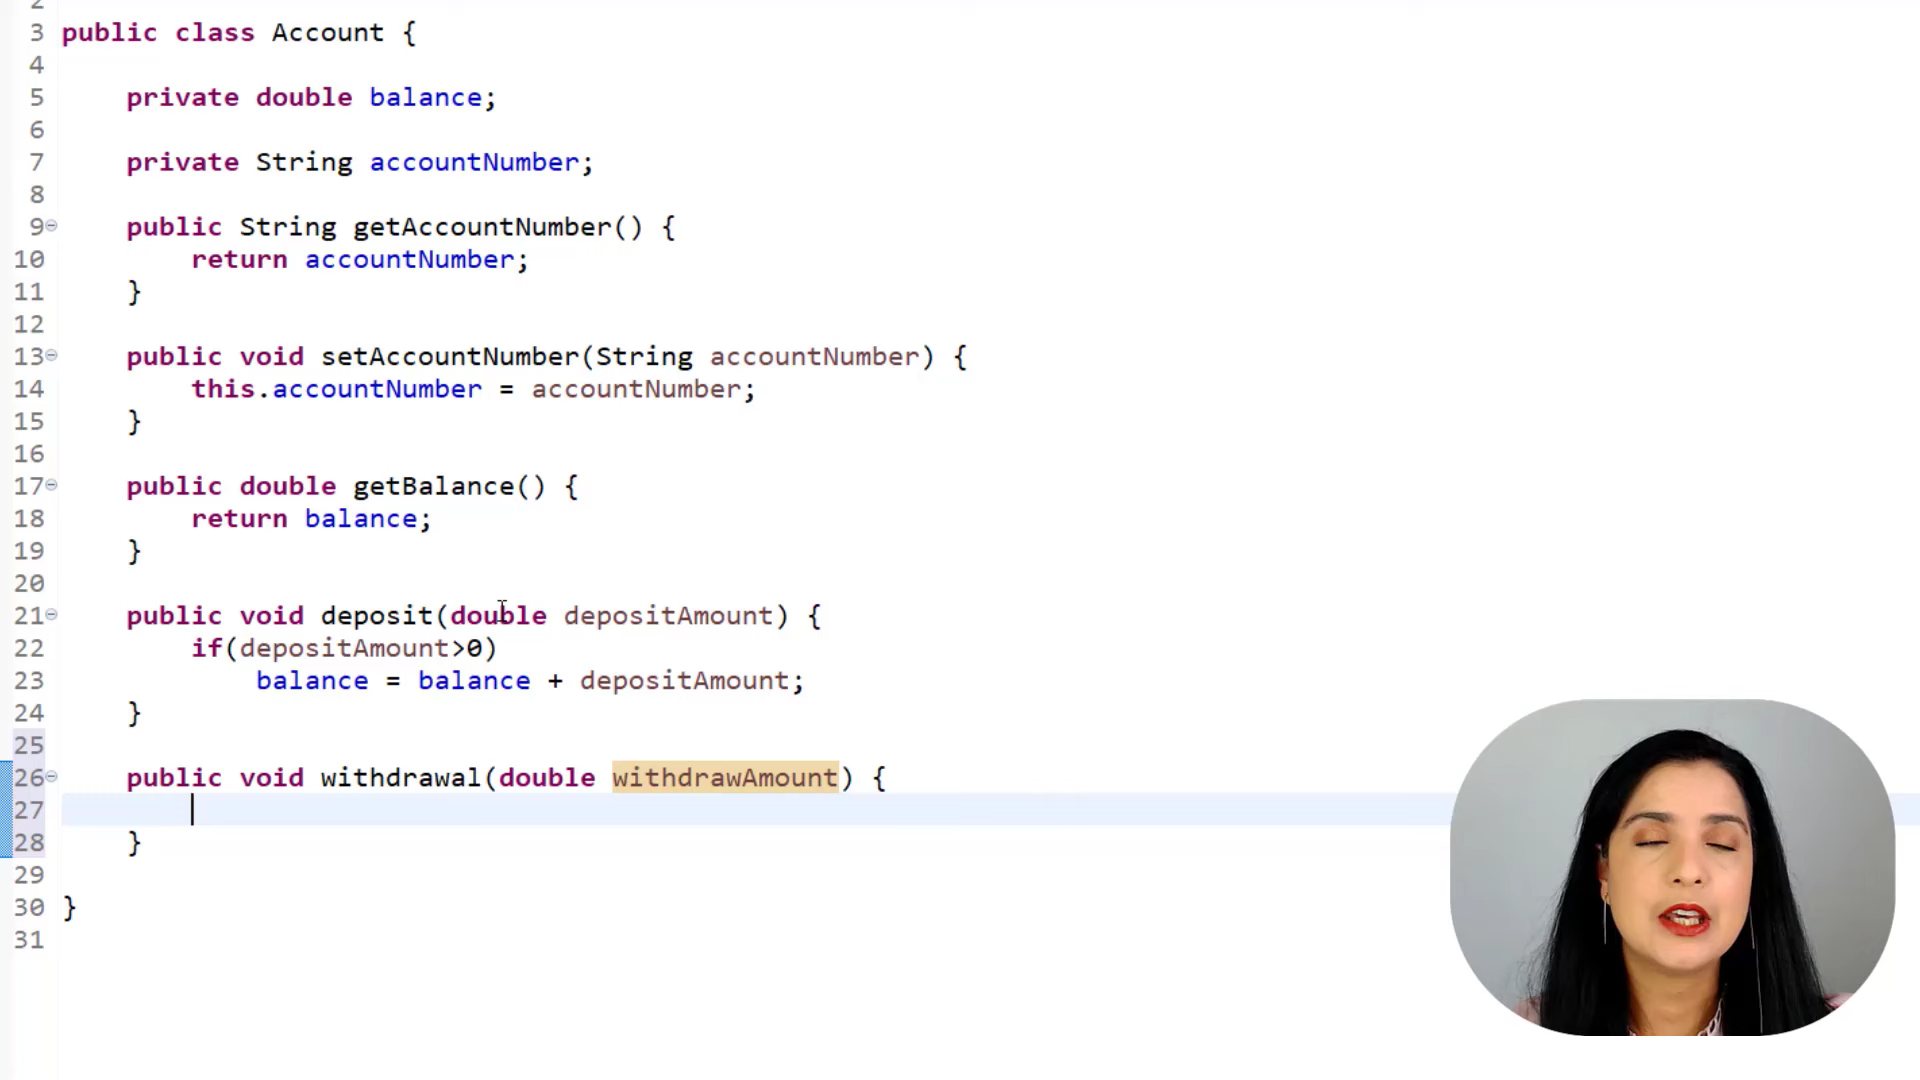 2
3 public class Account {
4
5 private double balance;
6
7 private String accountNumber;
8
9 public String getAccountNumber() {
10 return accountNumber;
11 }
12
13 public void setAccountNumber(String accountNumber) {
14 this.accountNumber = accountNumber;
15 }
16
17 public double getBalance() {
18 return balance;
19 }
20
21 public void deposit(double depositAmount) {
22 if(depositAmount>0)
23 balance = balance + depositAmount;
24 }
25
26 public void withdrawal(double withdrawAmount) {
27
28 }
29
30 }
31